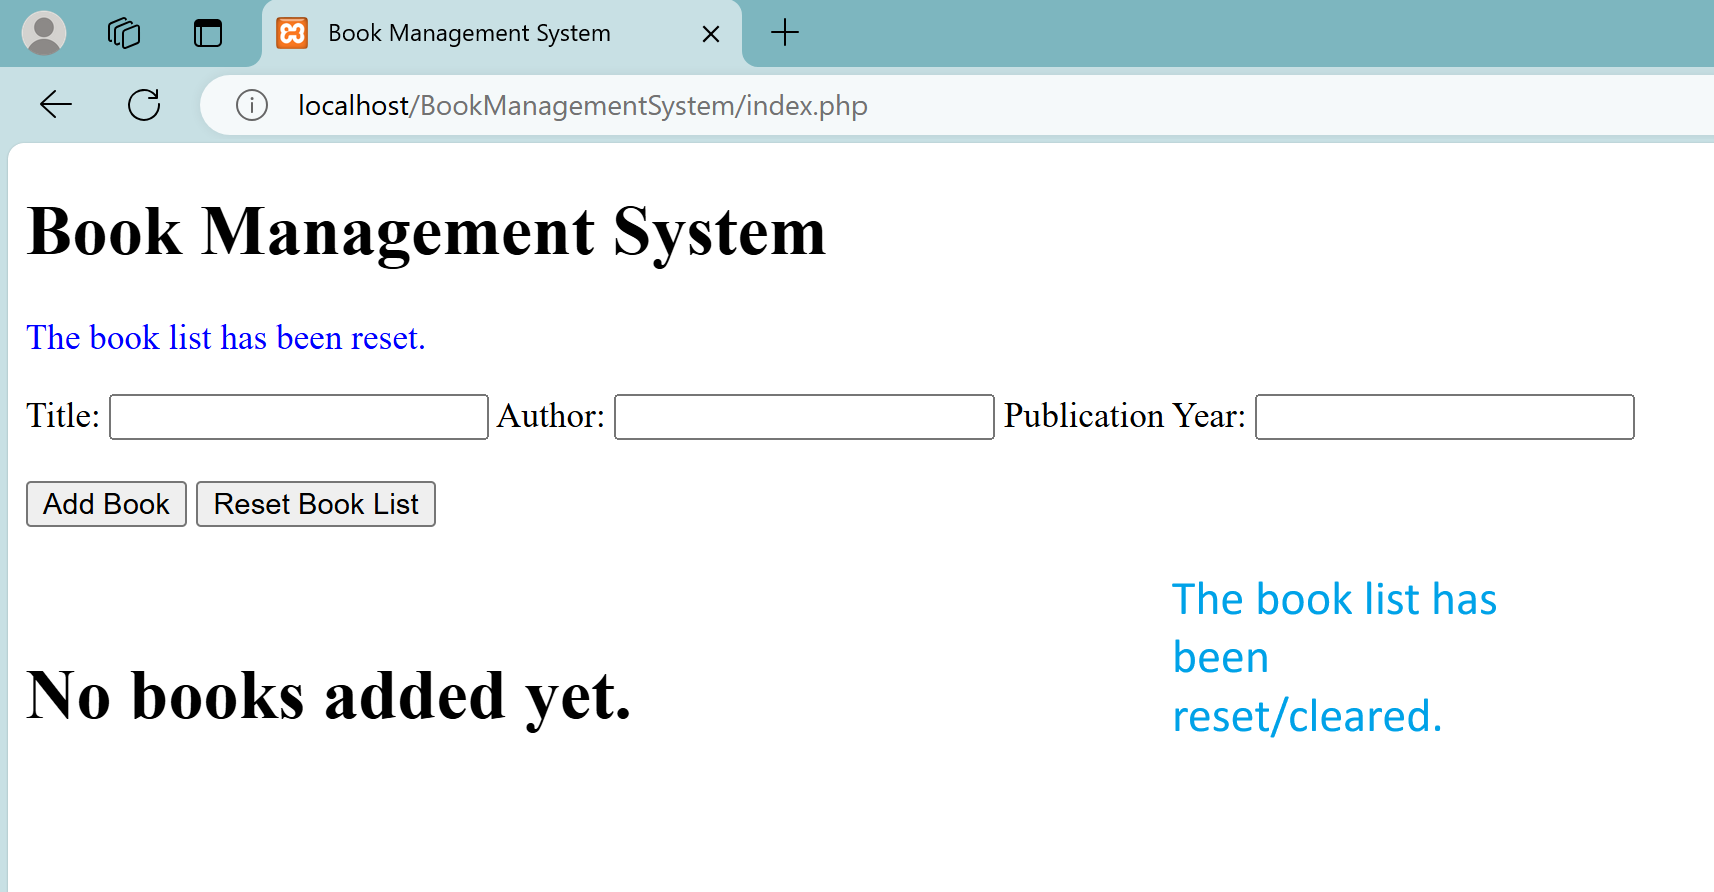 Book Management System
localhost/BookManagementSystem/index.php
Book Management System
The book list has been reset.
Title: Author: Publication Year:
Add Book Reset Book List
The book list has
been
reset/cleared.
No books added yet.